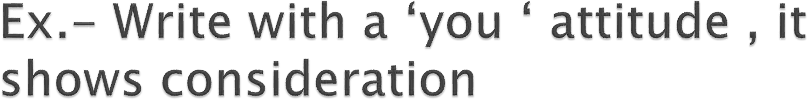 Ex.- Write with a ‘you ‘ attitude , it
shows consideration